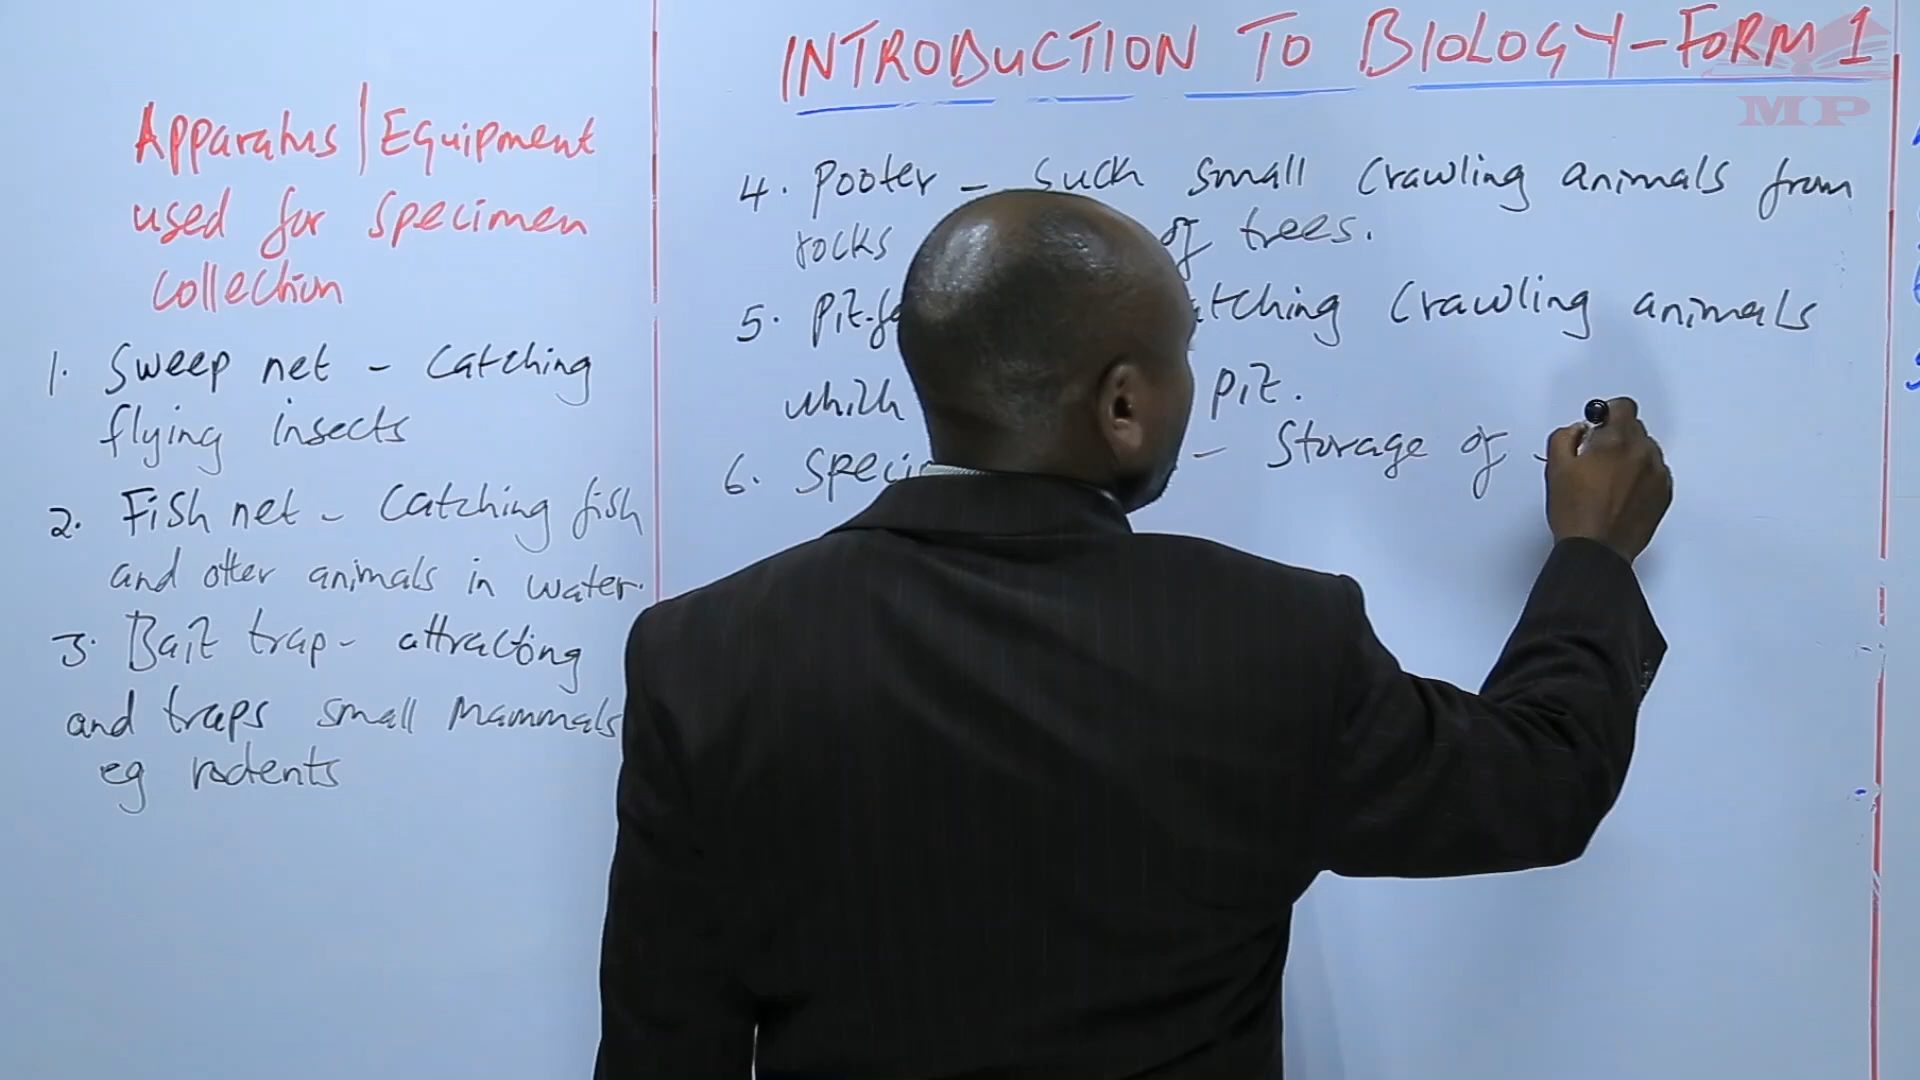 INTRODUCTION TO BIOLOGY-FORM 1
MP
Apparatus/Equipment
used for specimen
collection
1. Sweep net - catching
flying insects
2. Fish net - catching fish
and other animals in water.
3. Bait trap- attracting
and traps small mammals
eg rodents
4. Pooter - Suck small crawling animals from
rocks of trees.
5. crawling animals
which pit.
6. - Storage of